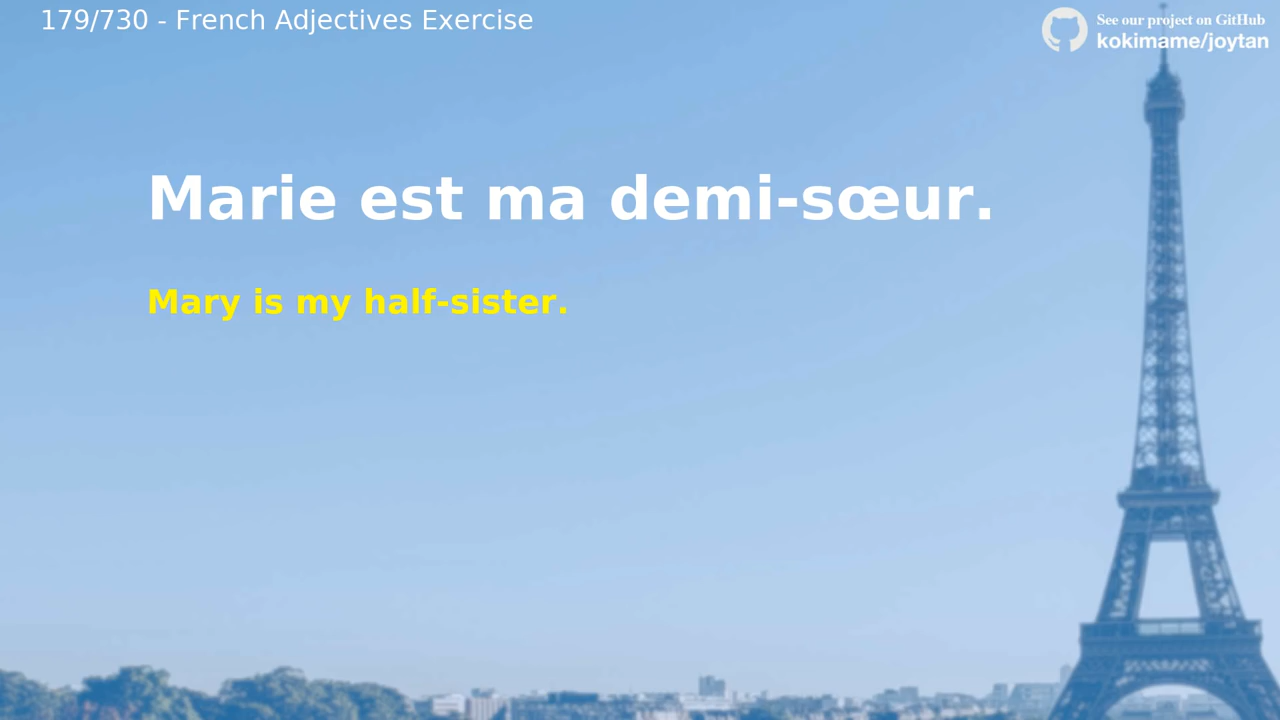 179/730 - French Adjectives Exercise
See our project on GitHub
kokimame/joytan
Marie est ma demi-sœur.
Mary is my half-sister.